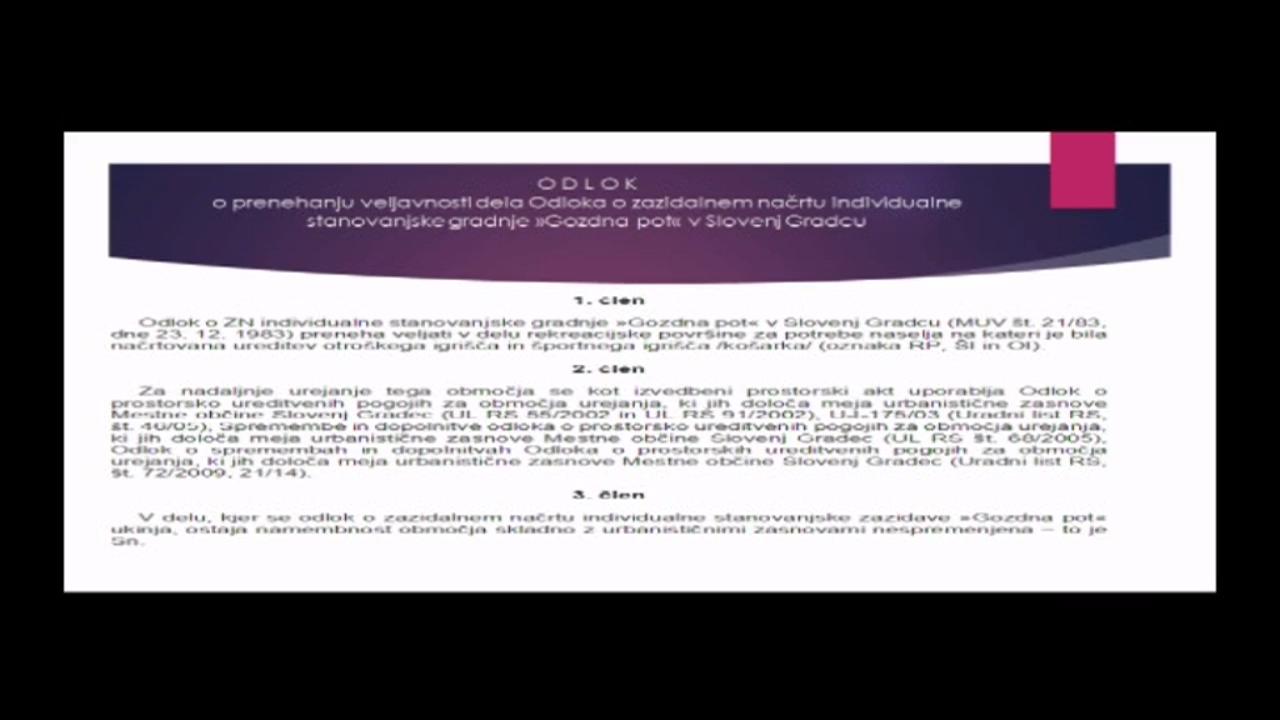 O D L O K
o prenehanju veljavnosti dela Odloka o zazidalnem načrtu individualne
stanovanjske gradnje »Gozdna pot« v Slovenj Gradcu
1. člen
Odlok o ZN individualne stanovanjske gradnje »Gozdna pot« v Slovenj Gradcu (MUV št. 21/83,
dne 23. 12. 1983) preneha veljati v delu rekreacijske površine za potrebe naselja na kateri je bila
načrtovana ureditev otroškega igrišča in športnega igrišča /košarka/ (oznaka RP, ŠI in OI).
2. člen
Za nadaljnje urejanje tega območja se kot izvedbeni prostorski akt uporablja Odlok o
prostorsko ureditvenih pogojih za območja urejanja, ki jih določa meja urbanistične zasnove
Mestne občine Slovenj Gradec (UL RS 55/2002 in UL RS 91/2002), U-I-175/03 (Uradni list RS,
št. 40/05), Spremembe in dopolnitve odloka o prostorsko ureditvenih pogojih za območja urejanja,
ki jih določa meja urbanistične zasnove Mestne občine Slovenj Gradec (UL RS št. 68/2005),
Odlok o spremembah in dopolnitvah Odloka o prostorskih ureditvenih pogojih za območja
urejanja, ki jih določa meja urbanistične zasnove Mestne občine Slovenj Gradec (Uradni list RS,
št. 72/2009, 21/14).
3. člen
V delu, kjer se odlok o zazidalnem načrtu individualne stanovanjske zazidave »Gozdna pot«
ukinja, ostaja namembnost območja skladno z urbanističnimi zasnovami nespremenjena – to je
Sn.